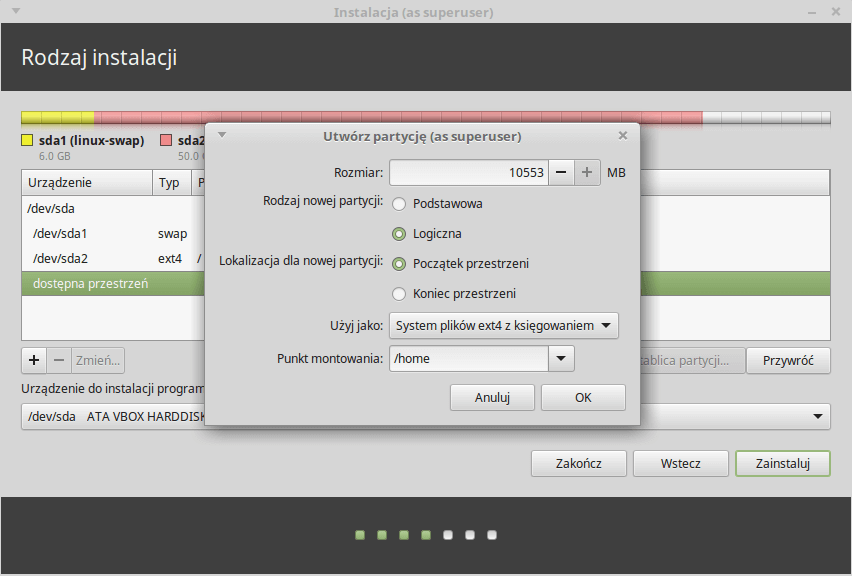 Instalacja (as superuser)
Rodzaj instalacji
sda1 (linux-swap)
6.0 GB
sda2
50.0
Urządzenie Typ P
/dev/sda
/dev/sda1 swap
/dev/sda2 ext4 /
dostępna przestrzeń
+ − Zmień... tablica partycji... Przywróć
Urządzenie do instalacji program
/dev/sda ATA VBOX HARDDISK
Zakończ Wstecz Zainstaluj
Utwórz partycję (as superuser)
Rozmiar: 10553 − + MB
Rodzaj nowej partycji: Podstawowa
Logiczna
Lokalizacja dla nowej partycji: Początek przestrzeni
Koniec przestrzeni
Użyj jako: System plików ext4 z księgowaniem
Punkt montowania: /home
Anuluj OK